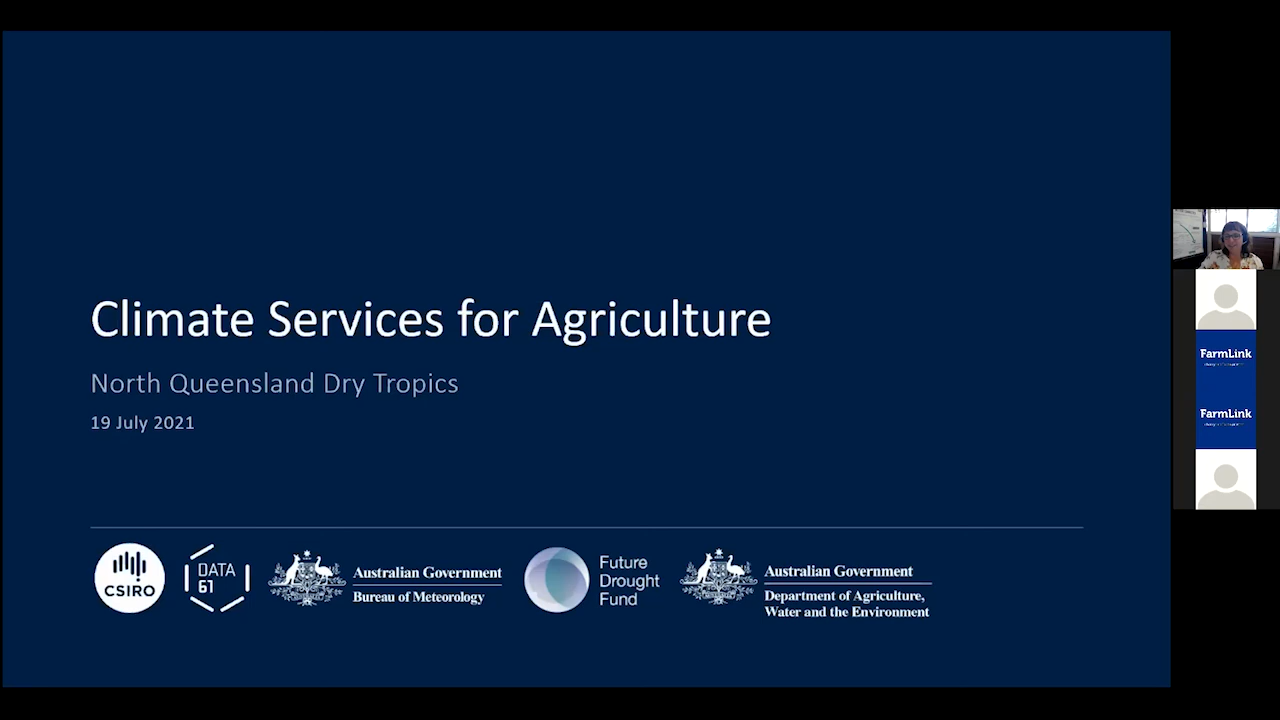 Climate Services for Agriculture
North Queensland Dry Tropics
19 July 2021
CSIRO
DATA
61
Australian Government
Bureau of Meteorology
Future
Drought
Fund
Australian Government
Department of Agriculture,
Water and the Environment
FarmLink
FarmLink